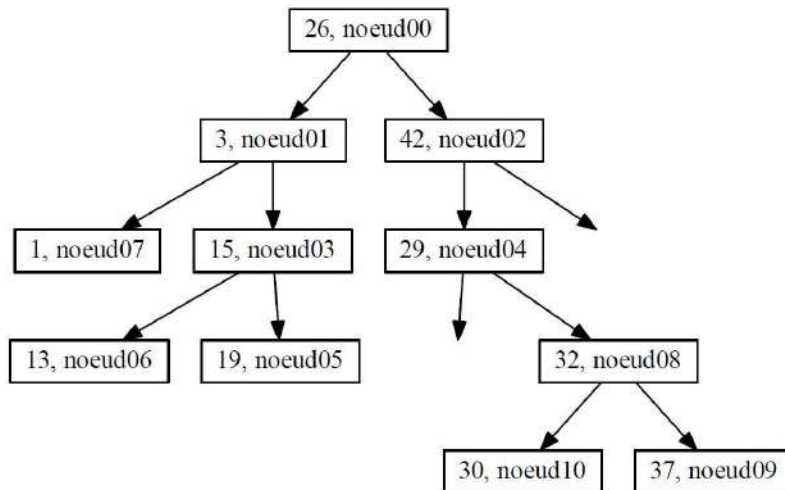 26, noeud00
3, noeud01
42, noeud02
1, noeud07
15, noeud03
29, noeud04
13, noeud06
19, noeud05
32, noeud08
30, noeud10
37, noeud09